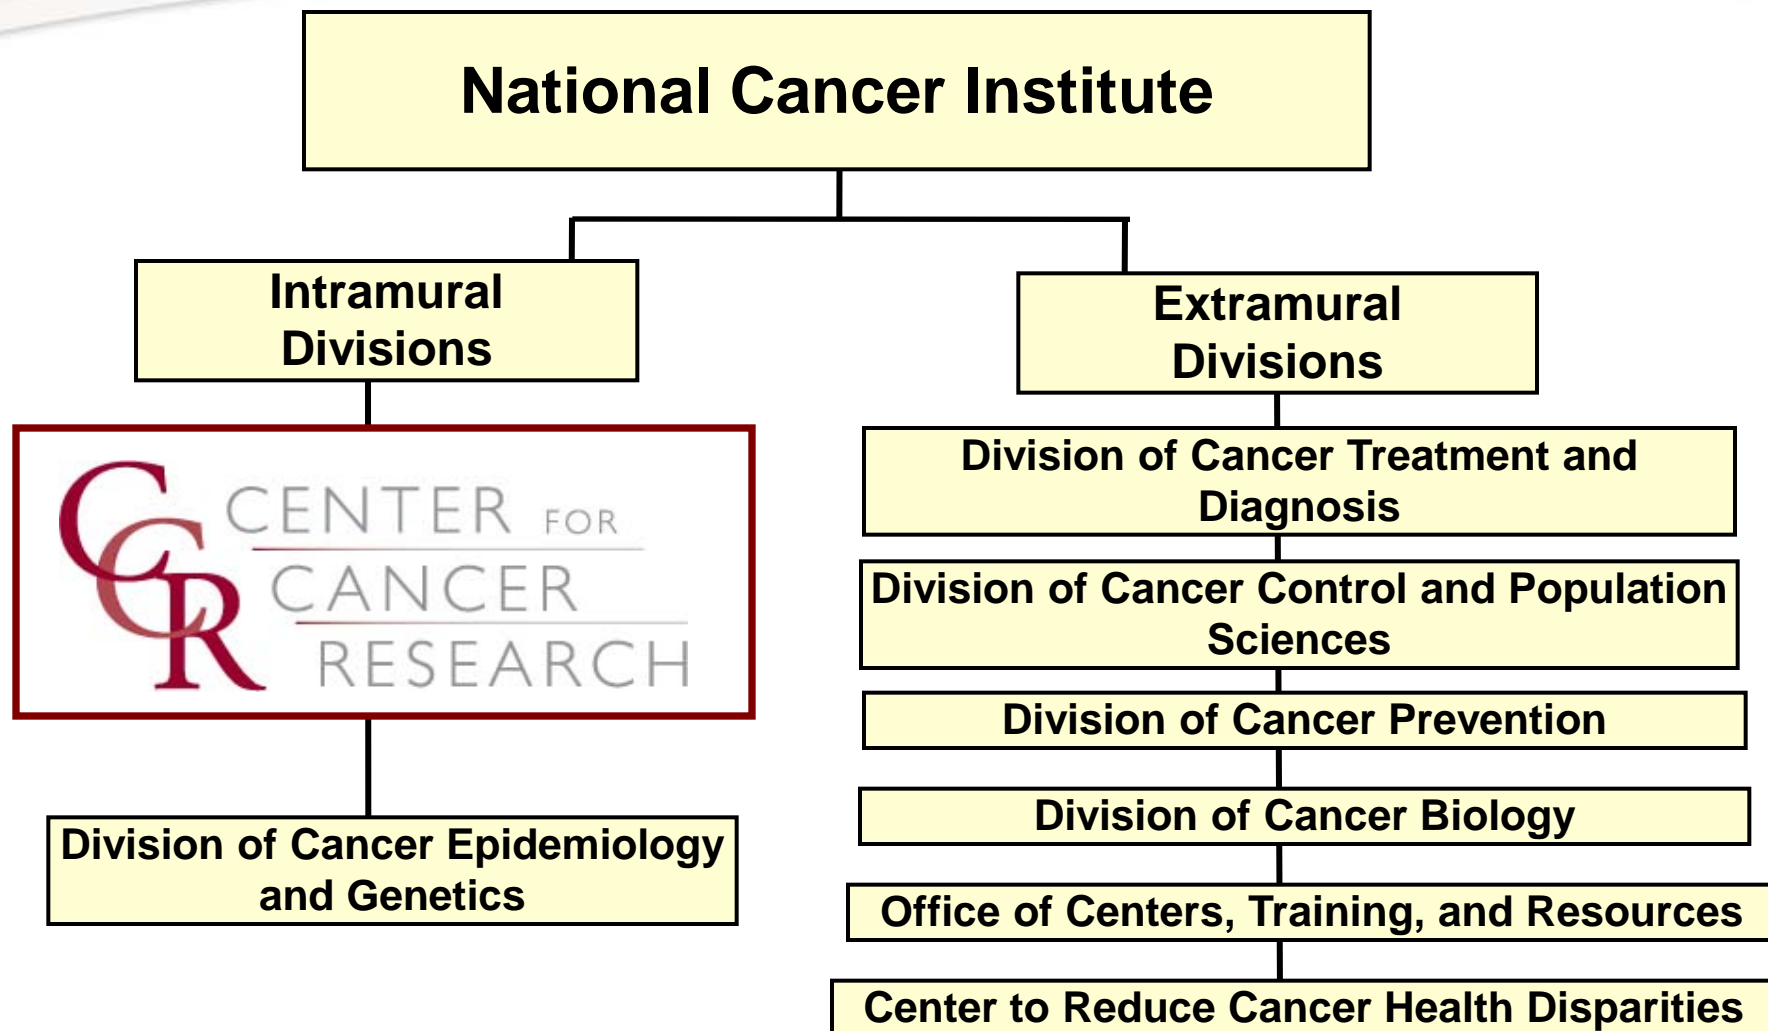 National Cancer Institute
Intramural
Divisions
CCR
CENTER FOR
CANCER
RESEARCH
Division of Cancer Epidemiology
and Genetics
Extramural
Divisions
Division of Cancer Treatment and
Diagnosis
Division of Cancer Control and Population
Sciences
Division of Cancer Prevention
Division of Cancer Biology
Office of Centers, Training, and Resources
Center to Reduce Cancer Health Disparities